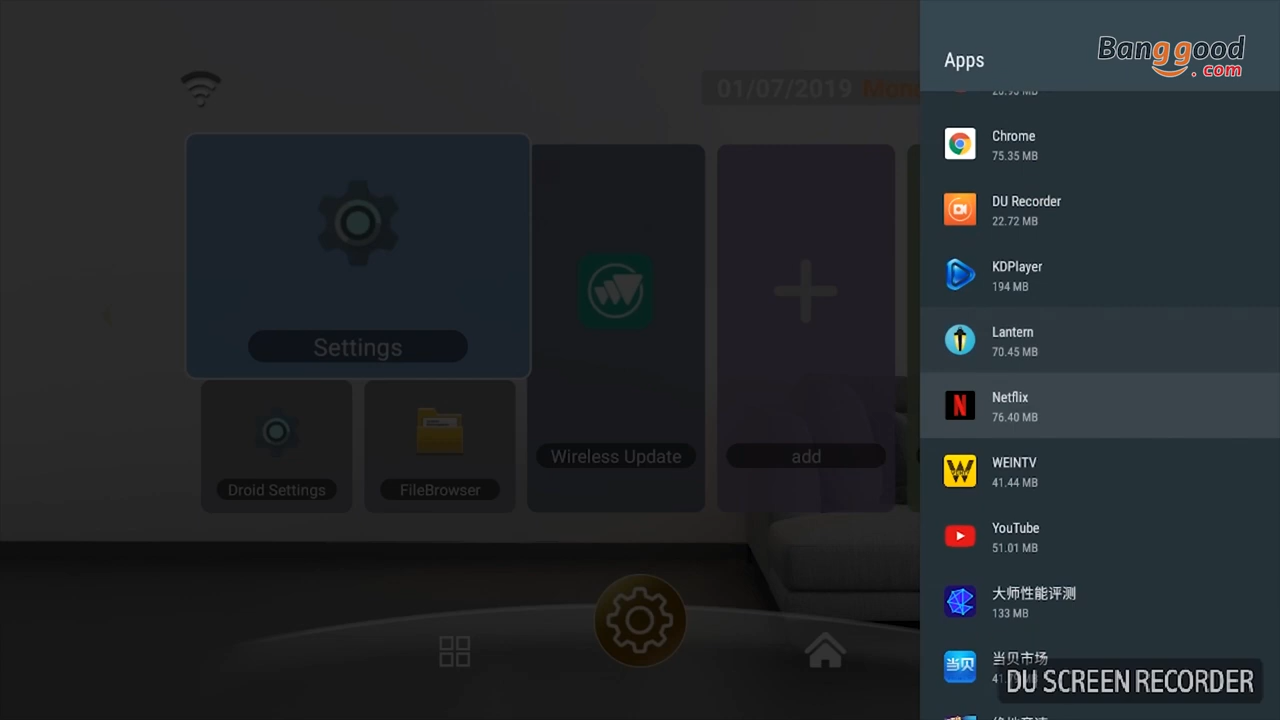 01/07/2019
Settings
Droid Settings
FileBrowser
Wireless Update
add
Banggood
.com
Apps
Chrome
75.35 MB
DU Recorder
22.72 MB
KDPlayer
194 MB
Lantern
70.45 MB
Netflix
76.40 MB
WEINTV
41.44 MB
YouTube
51.01 MB
大师性能评测
133 MB
当贝
当贝市场
DU SCREEN RECORDER